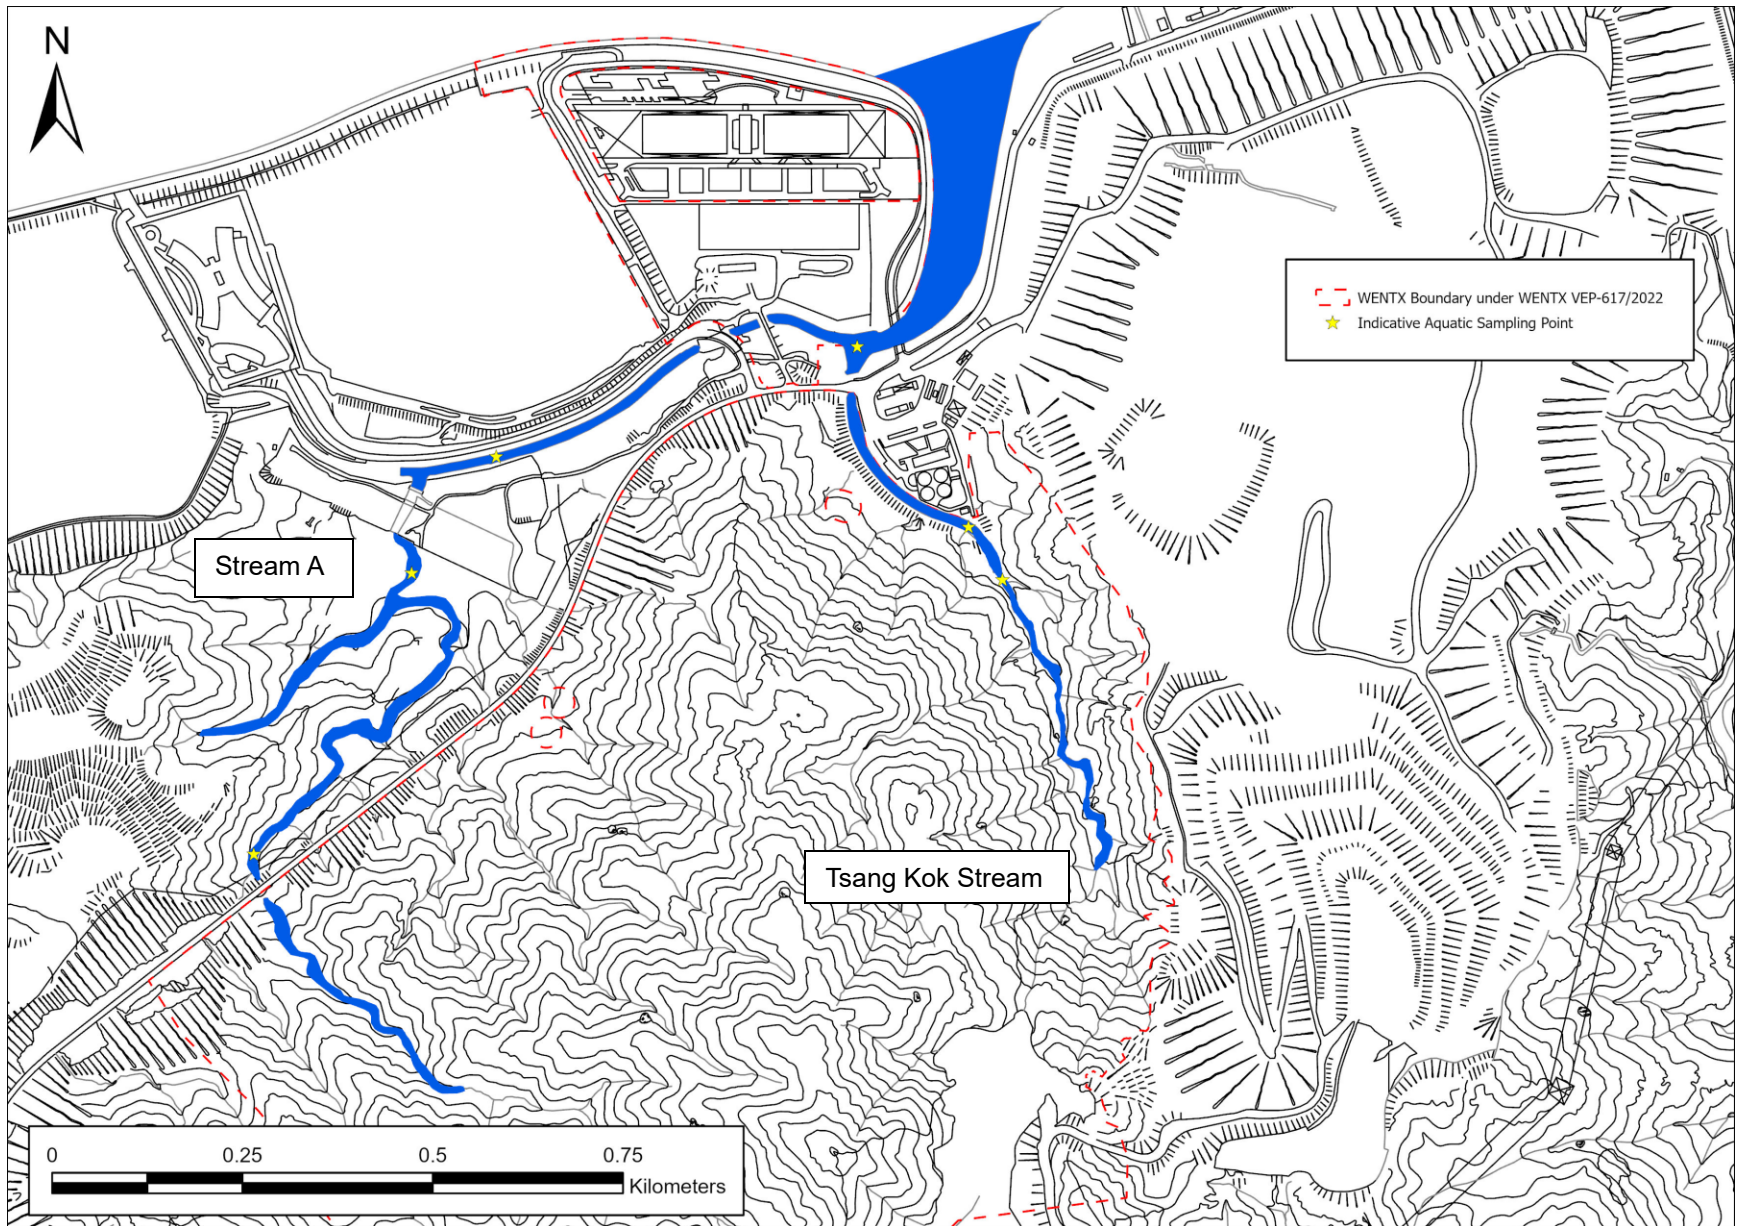 N
WENTX Boundary under WENTX VEP-617/2022
Indicative Aquatic Sampling Point
Stream A
Tsang Kok Stream
0 0.25 0.5 0.75
Kilometers